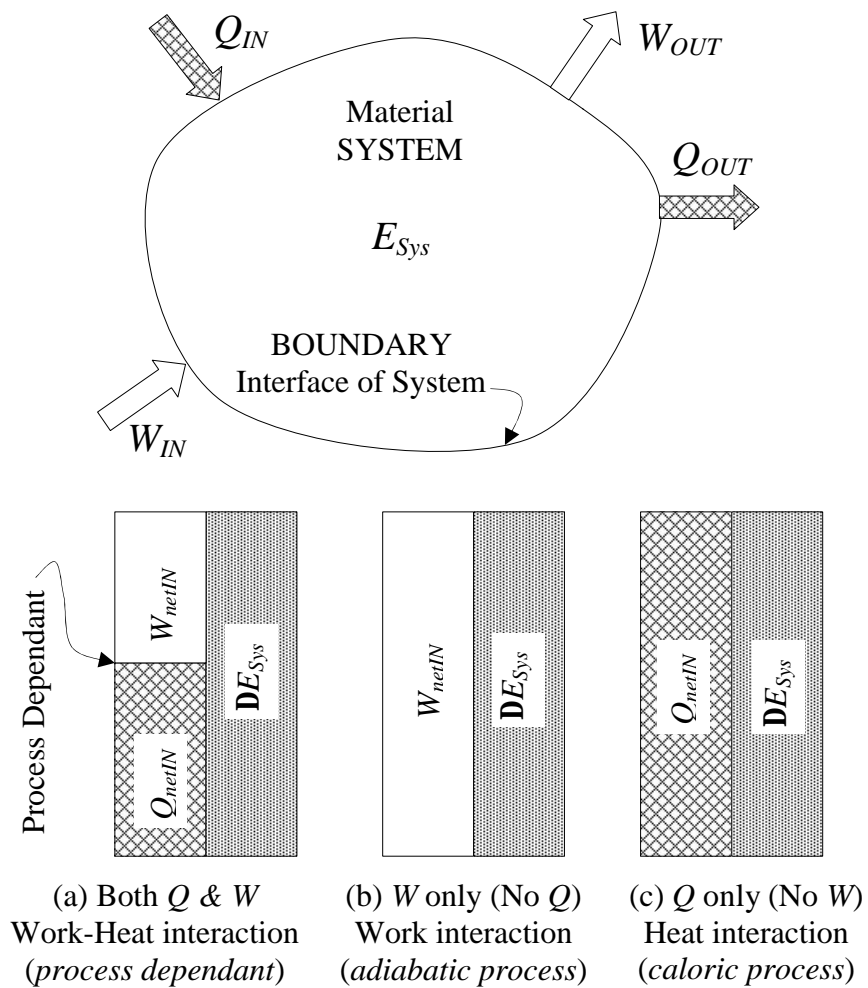 Q_IN
W_OUT
Material
SYSTEM
Q_OUT
E_Sys
BOUNDARY
Interface of System
W_IN
Process Dependant
W_netIN
Q_netIN
DE_Sys
W_netIN
DE_Sys
Q_netIN
DE_Sys
(a) Both Q & W
Work-Heat interaction
(process dependant)
(b) W only (No Q)
Work interaction
(adiabatic process)
(c) Q only (No W)
Heat interaction
(caloric process)